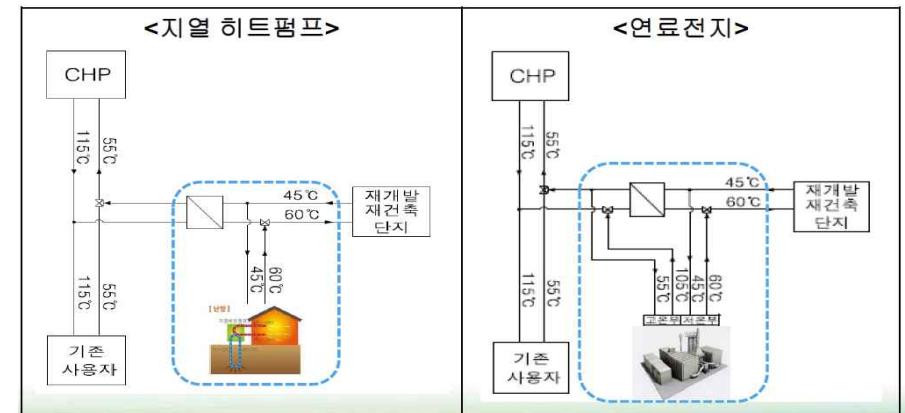 <지열 히트펌프>
CHP
115℃
55℃
45℃
60℃
재개발
재건축
단지
45℃
60℃
115℃
55℃
[난방]
기존
사용자
<연료전지>
CHP
115℃
55℃
45℃
60℃
재개발
재건축
단지
55℃
105℃
45℃
60℃
115℃
55℃
고온부
저온부
기존
사용자